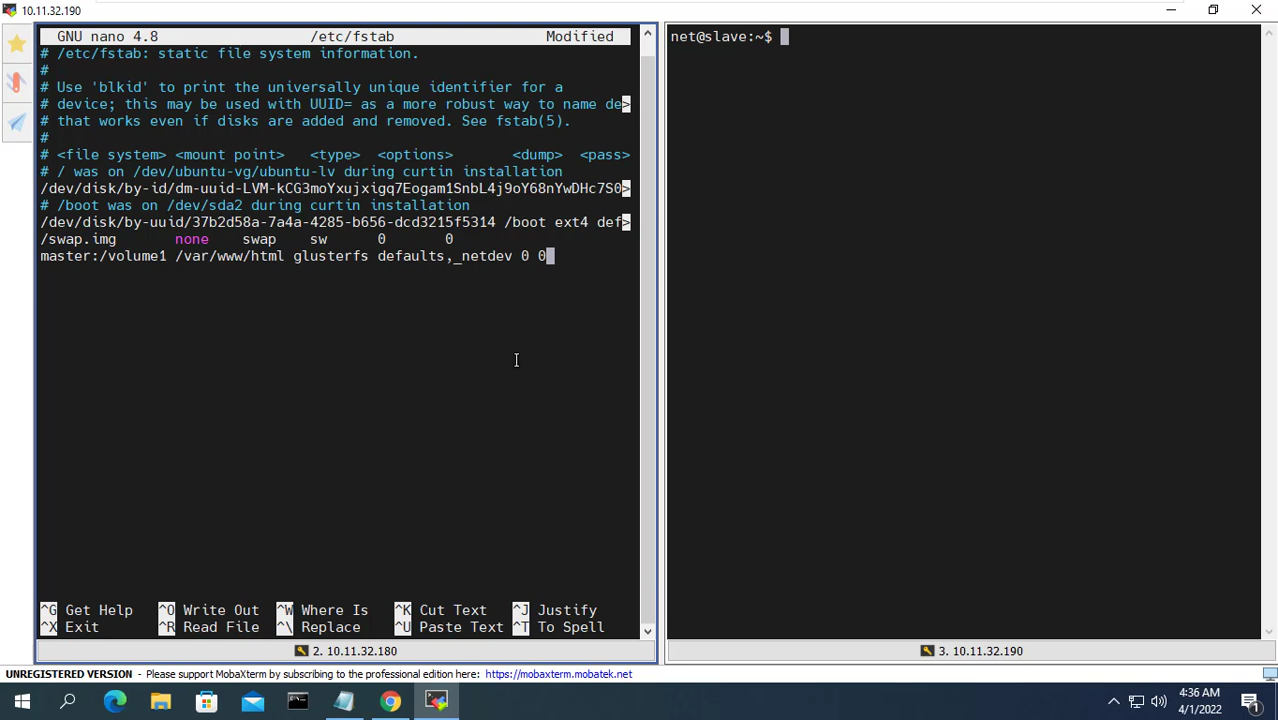 10.11.32.190
GNU nano 4.8 /etc/fstab Modified
# /etc/fstab: static file system information.
#
# Use 'blkid' to print the universally unique identifier for a
# device; this may be used with UUID= as a more robust way to name de>
# that works even if disks are added and removed. See fstab(5).
#
# <file system> <mount point> <type> <options> <dump> <pass>
# / was on /dev/ubuntu-vg/ubuntu-lv during curtin installation
/dev/disk/by-id/dm-uuid-LVM-kCG3moYxujxigq7Eogam1SnbL4j9oY68nYwDHc7S0>
# /boot was on /dev/sda2 during curtin installation
/dev/disk/by-uuid/37b2d58a-7a4a-4285-b656-dcd3215f5314 /boot ext4 def>
/swap.img none swap sw 0 0
master:/volume1 /var/www/html glusterfs defaults,_netdev 0 0
^G Get Help ^O Write Out ^W Where Is ^K Cut Text ^J Justify
^X Exit ^R Read File ^\ Replace ^U Paste Text ^T To Spell
2. 10.11.32.180
net@slave:~$
3. 10.11.32.190
UNREGISTERED VERSION - Please support MobaXterm by subscribing to the professional edition here: https://mobaxterm.mobatek.net
4:36 AM
4/1/2022
1